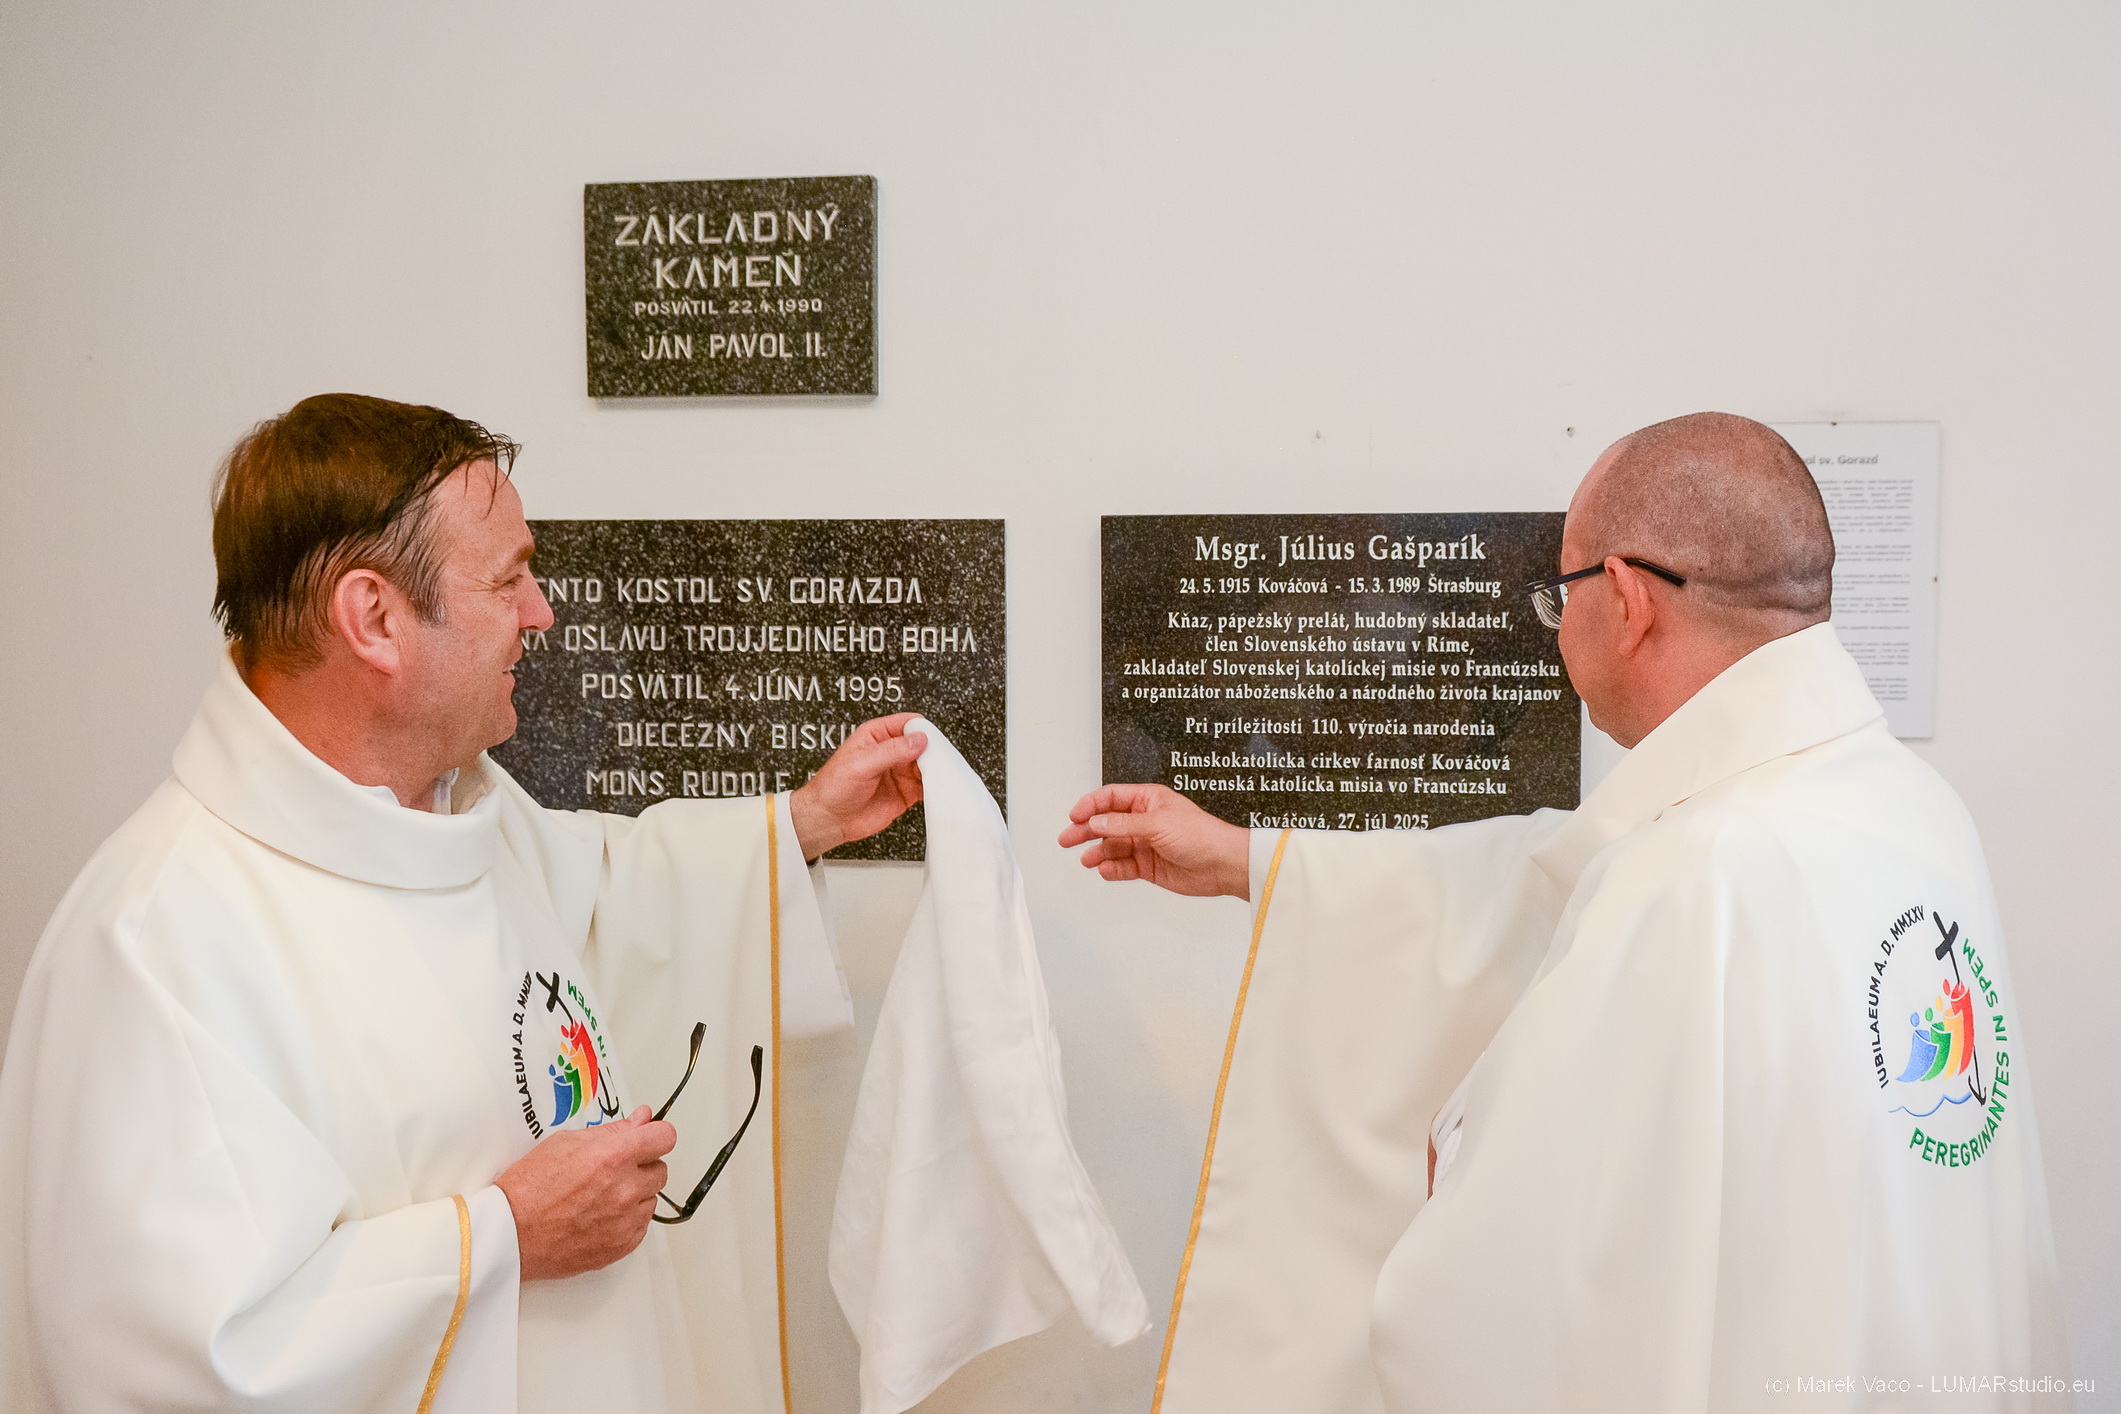 ZÁKLADNÝ
KAMEŇ
POSVÄTIL 22.4.1990
JÁN PAVOL II.
ENTO KOSTOL SV. GORAZDA
NA OSLAVU TROJJEDINÉHO BOHA
POSVÄTIL 4. JÚNA 1995
DIECÉZNY BISKU
MONS. RUDOLF
Msgr. Július Gašparík
24. 5. 1915 Kováčová - 15. 3. 1989 Štrasburg
Kňaz, pápežský prelát, hudobný skladateľ,
člen Slovenského ústavu v Ríme,
zakladateľ Slovenskej katolíckej misie vo Francúzsku
a organizátor náboženského a národného života krajanov
Pri príležitosti 110. výročia narodenia
Rímskokatolícka cirkev farnosť Kováčová
Slovenská katolícka misia vo Francúzsku
Kováčová, 27. júl 2025
ol sv. Gorazd
IUBILAEUM A. D. MMXXV
PEREGRINANTES IN SPEM
IUBILAEUM A. D. MMXX
IN SPEM
(c) Marek Vaco - LUMARstudio.eu